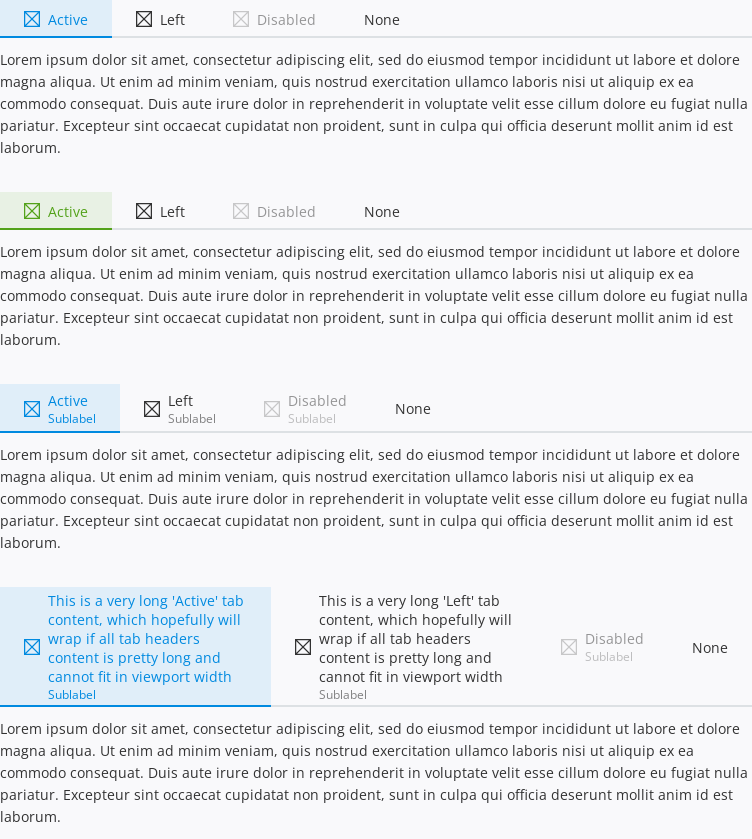 Active Left Disabled None
Lorem ipsum dolor sit amet, consectetur adipiscing elit, sed do eiusmod tempor incididunt ut labore et dolore
magna aliqua. Ut enim ad minim veniam, quis nostrud exercitation ullamco laboris nisi ut aliquip ex ea
commodo consequat. Duis aute irure dolor in reprehenderit in voluptate velit esse cillum dolore eu fugiat nulla
pariatur. Excepteur sint occaecat cupidatat non proident, sunt in culpa qui officia deserunt mollit anim id est
laborum.
Active Left Disabled None
Lorem ipsum dolor sit amet, consectetur adipiscing elit, sed do eiusmod tempor incididunt ut labore et dolore
magna aliqua. Ut enim ad minim veniam, quis nostrud exercitation ullamco laboris nisi ut aliquip ex ea
commodo consequat. Duis aute irure dolor in reprehenderit in voluptate velit esse cillum dolore eu fugiat nulla
pariatur. Excepteur sint occaecat cupidatat non proident, sunt in culpa qui officia deserunt mollit anim id est
laborum.
Active
Sublabel
Left
Sublabel
Disabled
Sublabel
None
Lorem ipsum dolor sit amet, consectetur adipiscing elit, sed do eiusmod tempor incididunt ut labore et dolore
magna aliqua. Ut enim ad minim veniam, quis nostrud exercitation ullamco laboris nisi ut aliquip ex ea
commodo consequat. Duis aute irure dolor in reprehenderit in voluptate velit esse cillum dolore eu fugiat nulla
pariatur. Excepteur sint occaecat cupidatat non proident, sunt in culpa qui officia deserunt mollit anim id est
laborum.
This is a very long 'Active' tab
content, which hopefully will
wrap if all tab headers
content is pretty long and
cannot fit in viewport width
Sublabel
This is a very long 'Left' tab
content, which hopefully will
wrap if all tab headers
content is pretty long and
cannot fit in viewport width
Sublabel
Disabled
Sublabel
None
Lorem ipsum dolor sit amet, consectetur adipiscing elit, sed do eiusmod tempor incididunt ut labore et dolore
magna aliqua. Ut enim ad minim veniam, quis nostrud exercitation ullamco laboris nisi ut aliquip ex ea
commodo consequat. Duis aute irure dolor in reprehenderit in voluptate velit esse cillum dolore eu fugiat nulla
pariatur. Excepteur sint occaecat cupidatat non proident, sunt in culpa qui officia deserunt mollit anim id est
laborum.